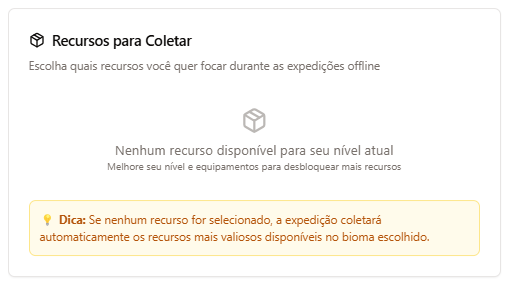 Recursos para Coletar
Escolha quais recursos você quer focar durante as expedições offline
Nenhum recurso disponível para seu nível atual
Melhore seu nível e equipamentos para desbloquear mais recursos
💡 Dica: Se nenhum recurso for selecionado, a expedição coletará
automaticamente os recursos mais valiosos disponíveis no bioma escolhido.